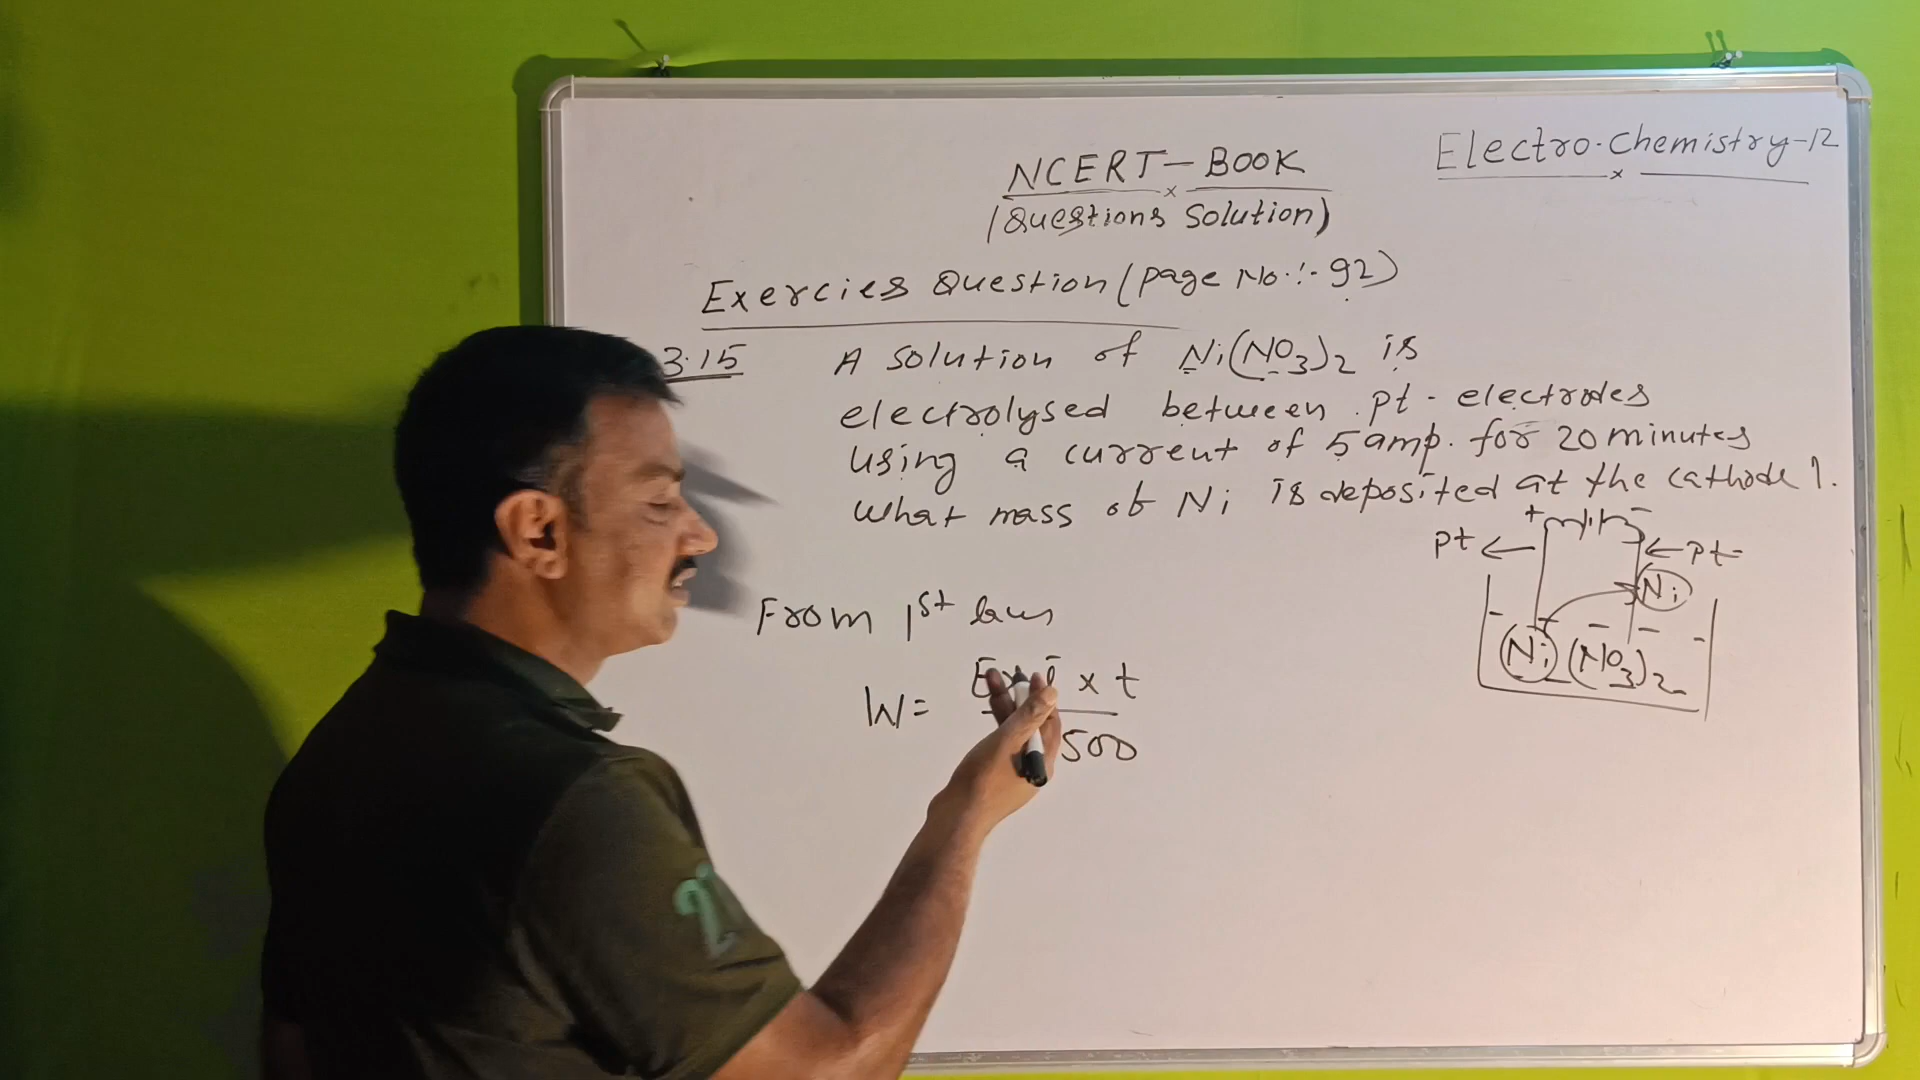 Electro.Chemistry-12
NCERT-BOOK
(Questions Solution)
Exercies Question (page No.:-92)
3.15 A solution of Ni(NO3)2 is
electrolysed between pt-electrodes
using a current of 5 amp. for 20 minutes
what mass of Ni is deposited at the cathode ?.
+ -
pt ← ← pt
Ni
Ni (NO3)2
From 1st law
W = E x i x t
500
21